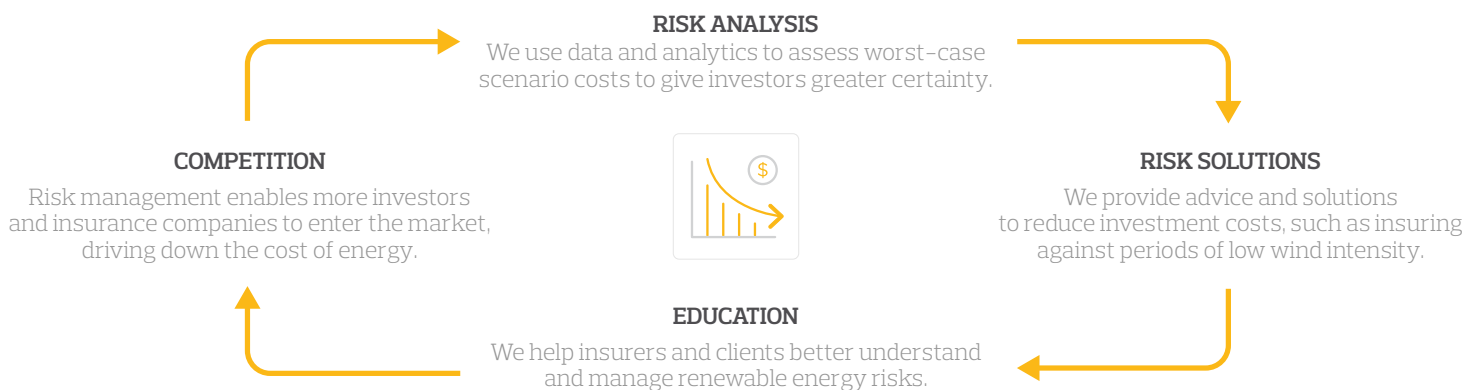 RISK ANALYSIS
We use data and analytics to assess worst-case
scenario costs to give investors greater certainty.
RISK SOLUTIONS
We provide advice and solutions
to reduce investment costs, such as insuring
against periods of low wind intensity.
EDUCATION
We help insurers and clients better understand
and manage renewable energy risks.
COMPETITION
Risk management enables more investors
and insurance companies to enter the market,
driving down the cost of energy.
$